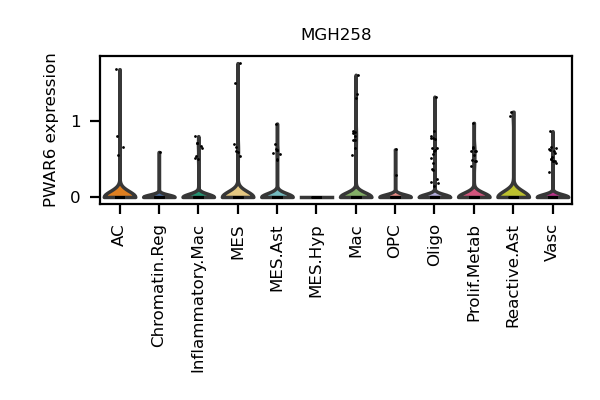 MGH258
PWAR6 expression
1
0
AC
Chromatin.Reg
Inflammatory.Mac
MES
MES.Ast
MES.Hyp
Mac
OPC
Oligo
Prolif.Metab
Reactive.Ast
Vasc